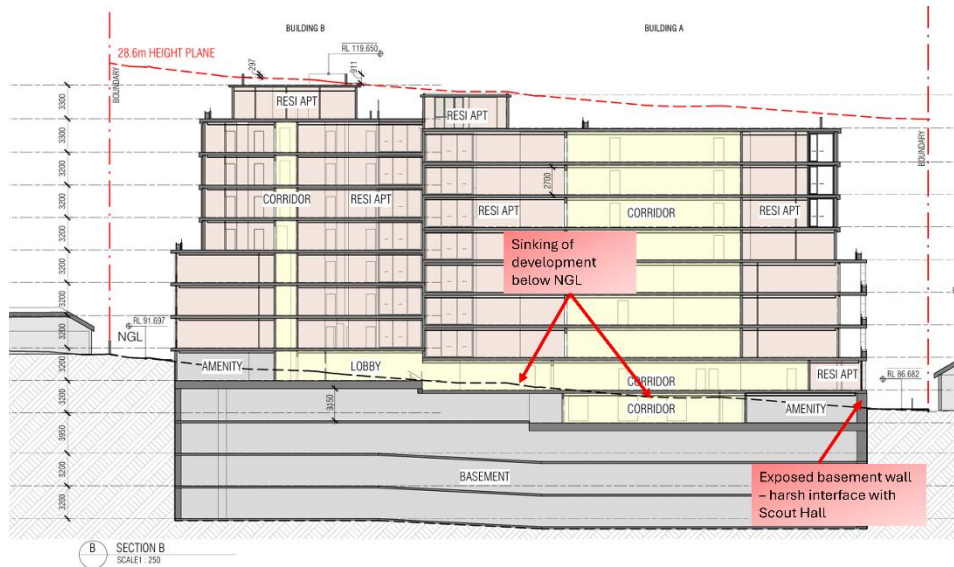 BUILDING B
BUILDING A
RL 119.650
28.6m HEIGHT PLANE
297
911
BOUNDARY
BOUNDARY
3300
RESI APT
RESI APT
3300
3200
2700
3200
CORRIDOR
RESI APT
RESI APT
CORRIDOR
RESI APT
3200
Sinking of
development
below NGL
3200
3200
RL 91.697
NGL
3200
3200
AMENITY
LOBBY
CORRIDOR
RESI APT
RL 86.682
3200
3150
CORRIDOR
AMENITY
3950
3200
BASEMENT
Exposed basement wall
– harsh interface with
Scout Hall
3200
B
SECTION B
SCALE1 : 250